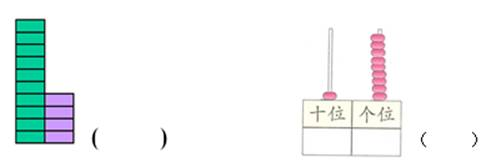 十位 个位
( ) （ ）